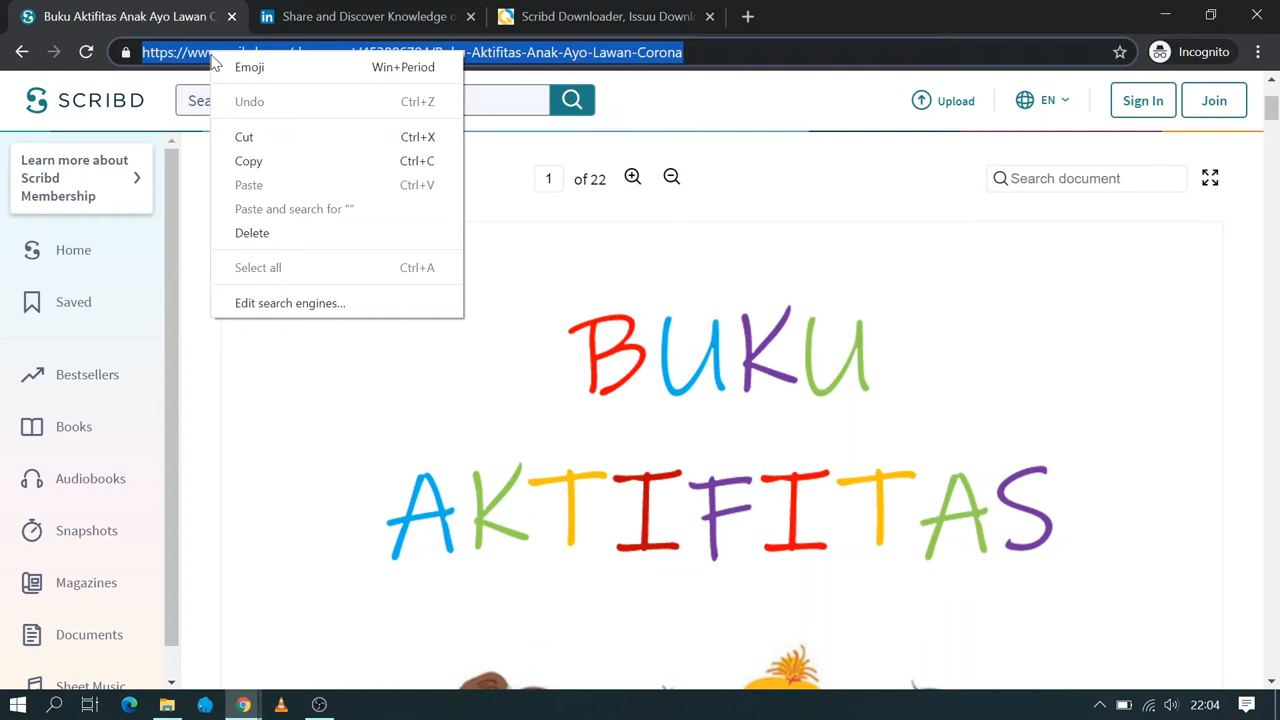 Buku Aktifitas Anak Ayo Lawan C
Share and Discover Knowledge o
Scribd Downloader, Issuu Downl
-Aktifitas-Anak-Ayo-Lawan-Corona
Incognito
Emoji Win+Period
Undo Ctrl+Z
Cut Ctrl+X
Copy Ctrl+C
Paste Ctrl+V
Paste and search for “”
Delete
Select all Ctrl+A
Edit search engines...
SCRIBD
Sea
Upload
EN
Sign In
Join
Learn more about
Scribd
Membership
1 of 22
Search document
Home
Saved
Bestsellers
Books
Audiobooks
Snapshots
Magazines
Documents
Sheet Music
BUKU
AKTIFITAS
22:04